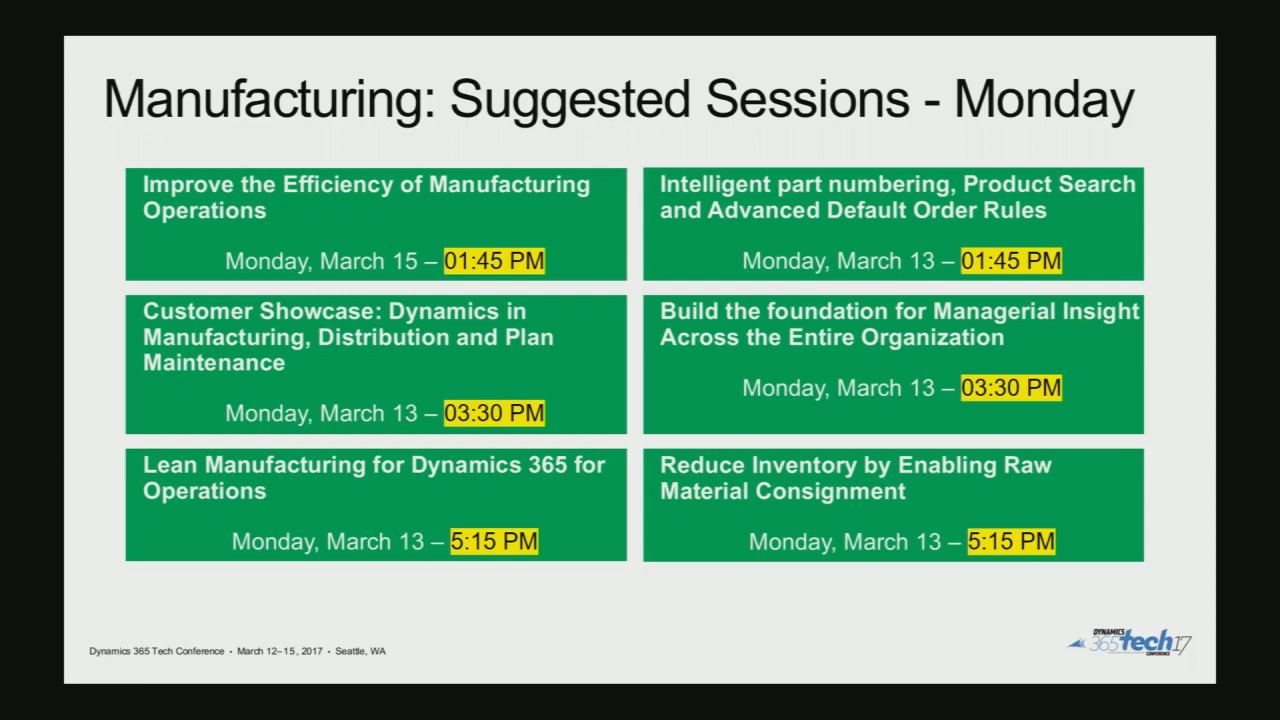 Manufacturing: Suggested Sessions - Monday
Improve the Efficiency of Manufacturing
Operations
Monday, March 15 – 01:45 PM
Intelligent part numbering, Product Search
and Advanced Default Order Rules
Monday, March 13 – 01:45 PM
Customer Showcase: Dynamics in
Manufacturing, Distribution and Plan
Maintenance
Monday, March 13 – 03:30 PM
Build the foundation for Managerial Insight
Across the Entire Organization
Monday, March 13 – 03:30 PM
Lean Manufacturing for Dynamics 365 for
Operations
Monday, March 13 – 5:15 PM
Reduce Inventory by Enabling Raw
Material Consignment
Monday, March 13 – 5:15 PM
Dynamics 365 Tech Conference • March 12–15, 2017 • Seattle, WA
DYNAMICS
365 tech 17
CONFERENCE